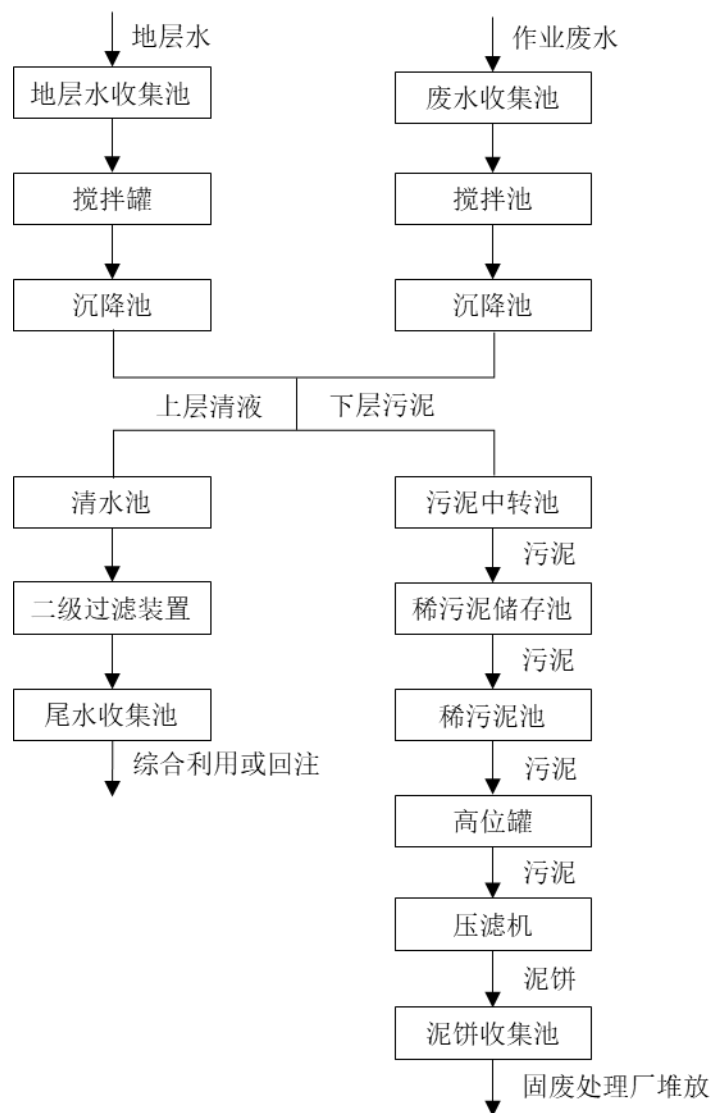 地层水
作业废水
地层水收集池
废水收集池
搅拌罐
搅拌池
沉降池
沉降池
上层清液
下层污泥
清水池
污泥中转池
污泥
二级过滤装置
稀污泥储存池
污泥
尾水收集池
稀污泥池
综合利用或回注
污泥
高位罐
污泥
压滤机
泥饼
泥饼收集池
固废处理厂堆放